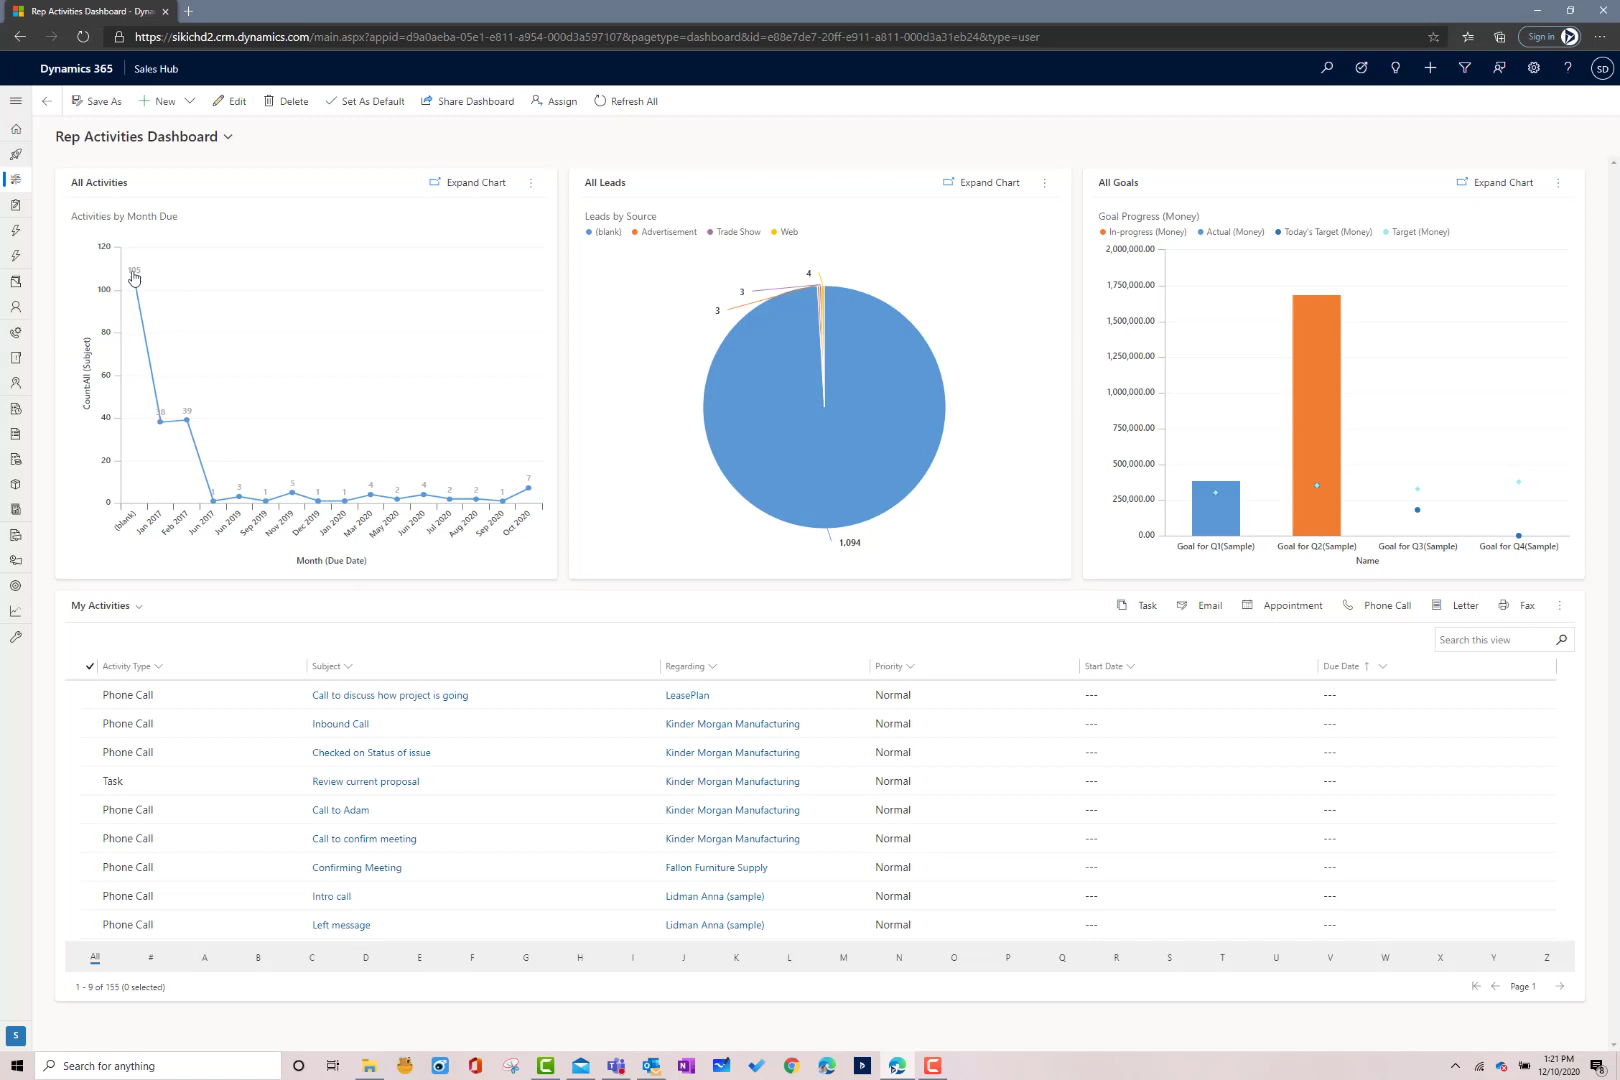 Rep Activities Dashboard - Dyna
https://sikichd2.crm.dynamics.com/main.aspx?appid=d9a0aeba-05e1-e811-a954-000d3a597107&pagetype=dashboard&id=e88e7de7-20ff-e911-a811-000d3a31eb24&type=user
Sign in
Dynamics 365 Sales Hub
SD
Save As New Edit Delete Set As Default Share Dashboard Assign Refresh All
Rep Activities Dashboard
All Activities Expand Chart
Activities by Month Due
120
100
80
60
40
20
0
Count:All (Subject)
105
38
39
1
3
1
5
1
1
4
2
4
2
2
1
7
(blank)
Jan 2017
Feb 2017
Jun 2017
Jun 2019
Sep 2019
Nov 2019
Dec 2019
Jan 2020
Mar 2020
May 2020
Jun 2020
Jul 2020
Aug 2020
Sep 2020
Oct 2020
Month (Due Date)
All Leads Expand Chart
Leads by Source
(blank) Advertisement Trade Show Web
4
3
3
1,094
All Goals Expand Chart
Goal Progress (Money)
In-progress (Money) Actual (Money) Today's Target (Money) Target (Money)
2,000,000.00
1,750,000.00
1,500,000.00
1,250,000.00
1,000,000.00
750,000.00
500,000.00
250,000.00
0.00
Goal for Q1(Sample) Goal for Q2(Sample) Goal for Q3(Sample) Goal for Q4(Sample)
Name
My Activities Task Email Appointment Phone Call Letter Fax
Search this view
Activity Type Subject Regarding Priority Start Date Due Date
Phone Call Call to discuss how project is going LeasePlan Normal --- ---
Phone Call Inbound Call Kinder Morgan Manufacturing Normal --- ---
Phone Call Checked on Status of issue Kinder Morgan Manufacturing Normal --- ---
Task Review current proposal Kinder Morgan Manufacturing Normal --- ---
Phone Call Call to Adam Kinder Morgan Manufacturing Normal --- ---
Phone Call Call to confirm meeting Kinder Morgan Manufacturing Normal --- ---
Phone Call Confirming Meeting Fallon Furniture Supply Normal --- ---
Phone Call Intro call Lidman Anna (sample) Normal --- ---
Phone Call Left message Lidman Anna (sample) Normal --- ---
All # A B C D E F G H I J K L M N O P Q R S T U V W X Y Z
1 - 9 of 155 (0 selected) Page 1
S
Search for anything
1:21 PM
12/10/2020
8